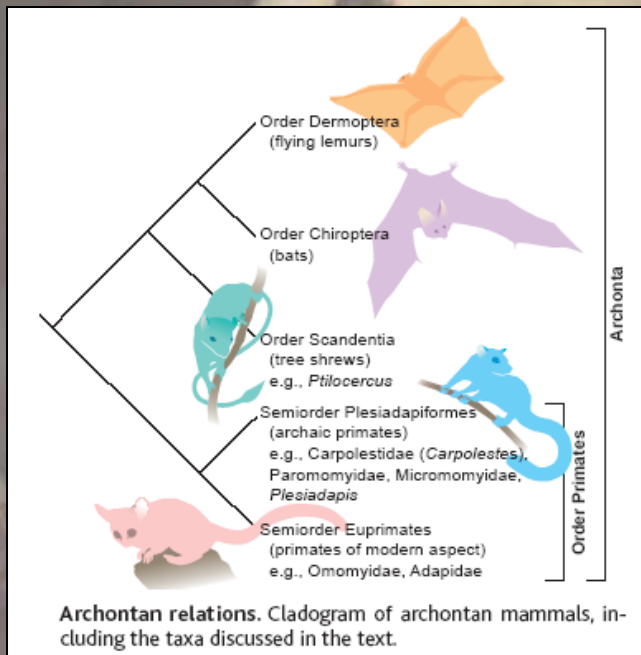 Order Dermoptera
(flying lemurs)
Order Chiroptera
(bats)
Order Scandentia
(tree shrews)
e.g., Ptilocercus
Semiorder Plesiadapiformes
(archaic primates)
e.g., Carpolestidae (Carpolestes),
Paromomyidae, Micromomyidae,
Plesiadapis
Semiorder Euprimates
(primates of modern aspect)
e.g., Omomyidae, Adapidae
Order Primates
Archonta
Archontan relations. Cladogram of archontan mammals, in-
cluding the taxa discussed in the text.